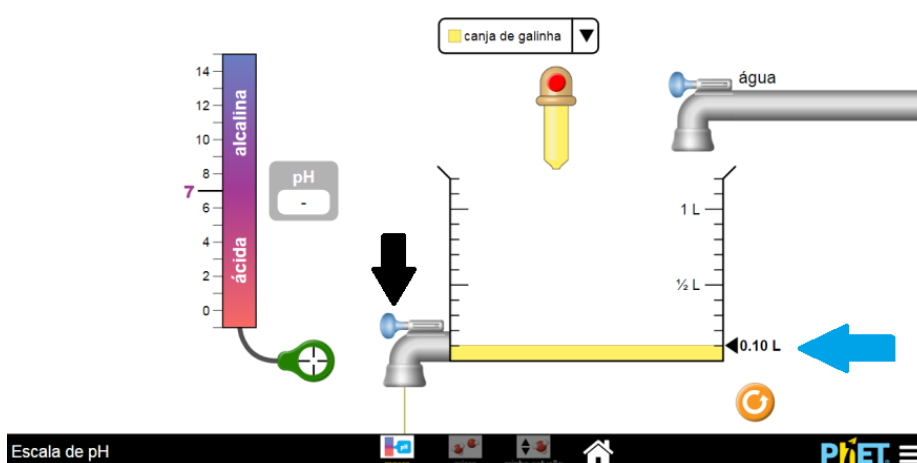 canja de galinha
água
14
12
10
8
7
6
4
2
0
alcalina
ácida
pH
-
1 L
½ L
0.10 L
Escala de pH
PhET